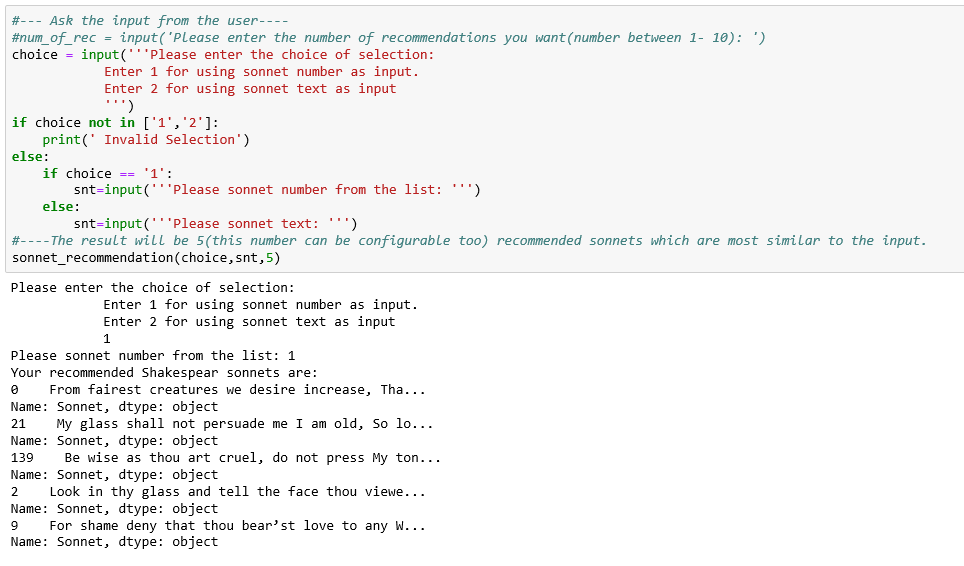 #--- Ask the input from the user----
#num_of_rec = input('Please enter the number of recommendations you want(number between 1- 10): ')
choice = input('''Please enter the choice of selection:
            Enter 1 for using sonnet number as input.
            Enter 2 for using sonnet text as input
            ''')
if choice not in ['1','2']:
    print(' Invalid Selection')
else:
    if choice == '1':
        snt=input('''Please sonnet number from the list: ''')
    else:
        snt=input('''Please sonnet text: ''')
#----The result will be 5(this number can be configurable too) recommended sonnets which are most similar to the input.
sonnet_recommendation(choice,snt,5)
Please enter the choice of selection:
            Enter 1 for using sonnet number as input.
            Enter 2 for using sonnet text as input
            1
Please sonnet number from the list: 1
Your recommended Shakespear sonnets are:
0    From fairest creatures we desire increase, Tha...
Name: Sonnet, dtype: object
21    My glass shall not persuade me I am old, So lo...
Name: Sonnet, dtype: object
139    Be wise as thou art cruel, do not press My ton...
Name: Sonnet, dtype: object
2    Look in thy glass and tell the face thou viewe...
Name: Sonnet, dtype: object
9    For shame deny that thou bear’st love to any W...
Name: Sonnet, dtype: object